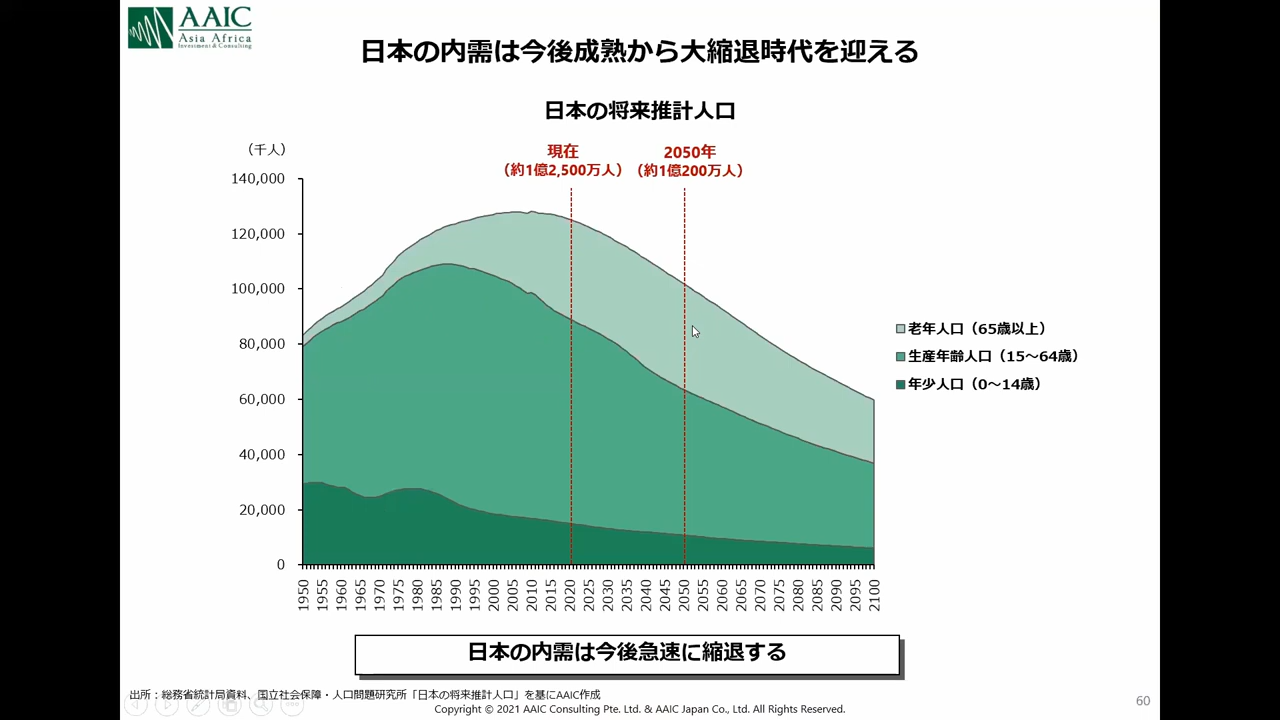 AAIC
Asia Africa
Investment & Consulting
日本の内需は今後成熟から大縮退時代を迎える
日本の将来推計人口
（千人）
現在
（約1億2,500万人）
2050年
（約1億200万人）
140,000
120,000
100,000
80,000
60,000
40,000
20,000
0
1950 1955 1960 1965 1970 1975 1980 1985 1990 1995 2000 2005 2010 2015 2020 2025 2030 2035 2040 2045 2050 2055 2060 2065 2070 2075 2080 2085 2090 2095 2100
老年人口（65歳以上）
生産年齢人口（15～64歳）
年少人口（0～14歳）
日本の内需は今後急速に縮退する
出所：総務省統計局資料、国立社会保障・人口問題研究所「日本の将来推計人口」を基にAAIC作成
Copyright © 2021 AAIC Consulting Pte. Ltd. & AAIC Japan Co., Ltd. All Rights Reserved.
60